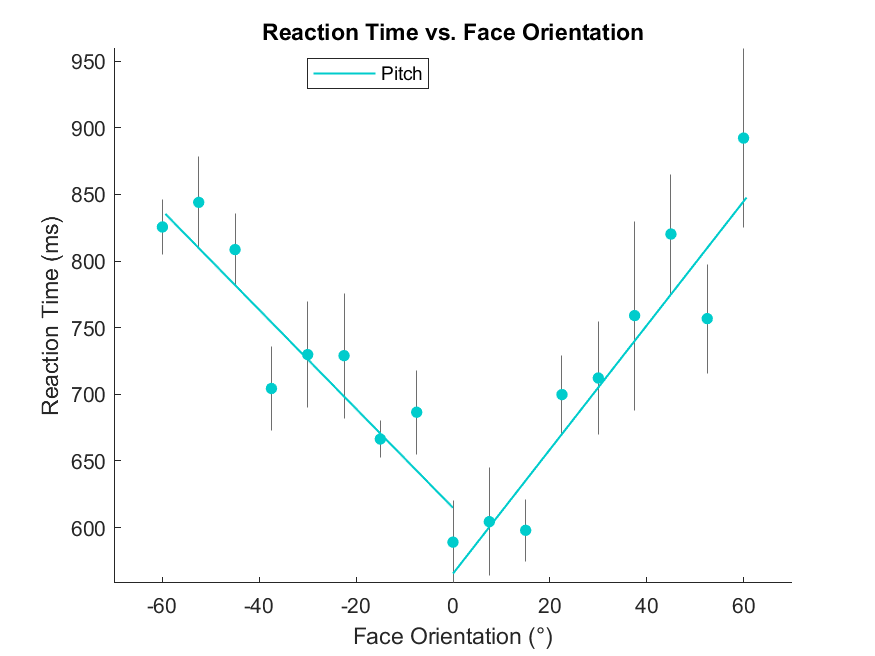 Reaction Time vs. Face Orientation
Pitch
Reaction Time (ms)
950
900
850
800
750
700
650
600
-60 -40 -20 0 20 40 60
Face Orientation (°)